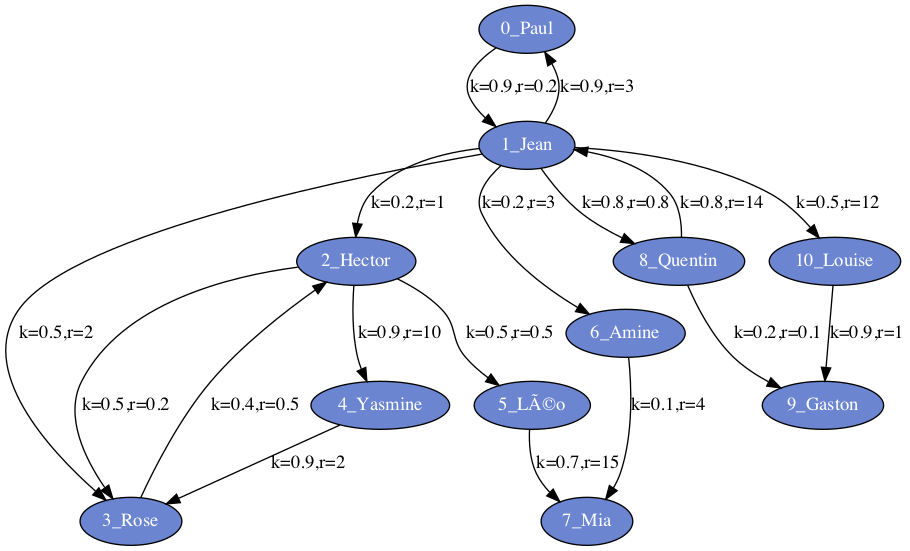 0_Paul
k=0.9,r=0.2
k=0.9,r=3
1_Jean
k=0.2,r=1
k=0.2,r=3
k=0.8,r=0.8
k=0.8,r=14
k=0.5,r=12
2_Hector
8_Quentin
10_Louise
k=0.5,r=2
k=0.9,r=10
k=0.5,r=0.5
6_Amine
k=0.2,r=0.1
k=0.9,r=1
k=0.5,r=0.2
k=0.4,r=0.5
4_Yasmine
5_LÃ©o
k=0.1,r=4
9_Gaston
k=0.9,r=2
k=0.7,r=15
3_Rose
7_Mia